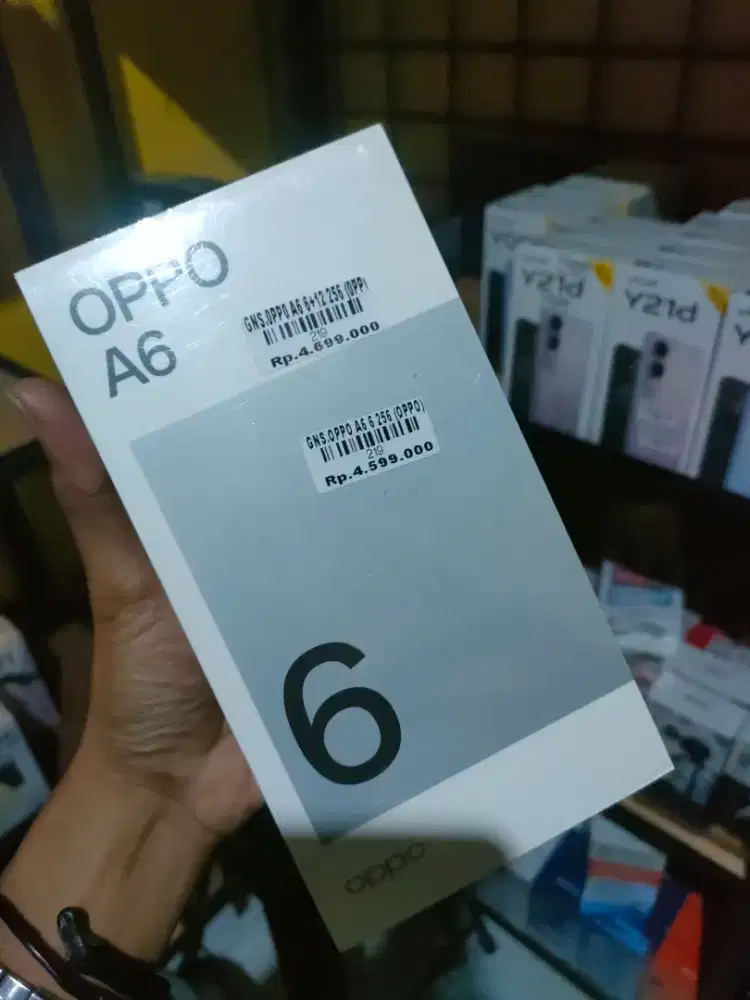 OPPO
A6
GNS.OPPO A6 6+12 256 (OPP)
219
Rp.4.699.000
GNS.OPPO A6 6 256 (OPPO)
219
Rp.4.599.000
6
oppo
Y21d
Y21d